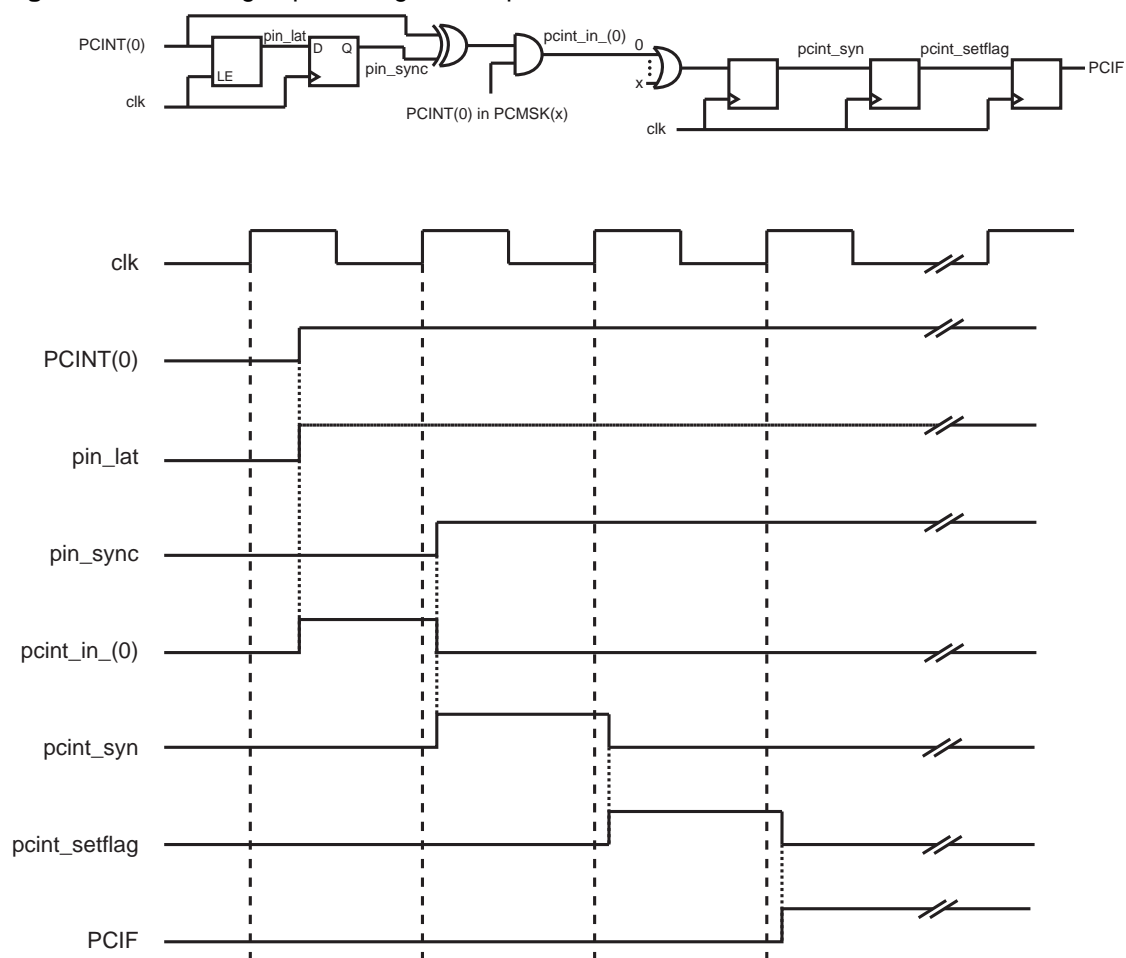 PCINT(0)
LE
pin_lat
D Q
pin_sync
clk
PCINT(0) in PCMSK(x)
pcint_in_(0)
0
x
clk
pcint_syn
pcint_setflag
PCIF
clk
PCINT(0)
pin_lat
pin_sync
pcint_in_(0)
pcint_syn
pcint_setflag
PCIF